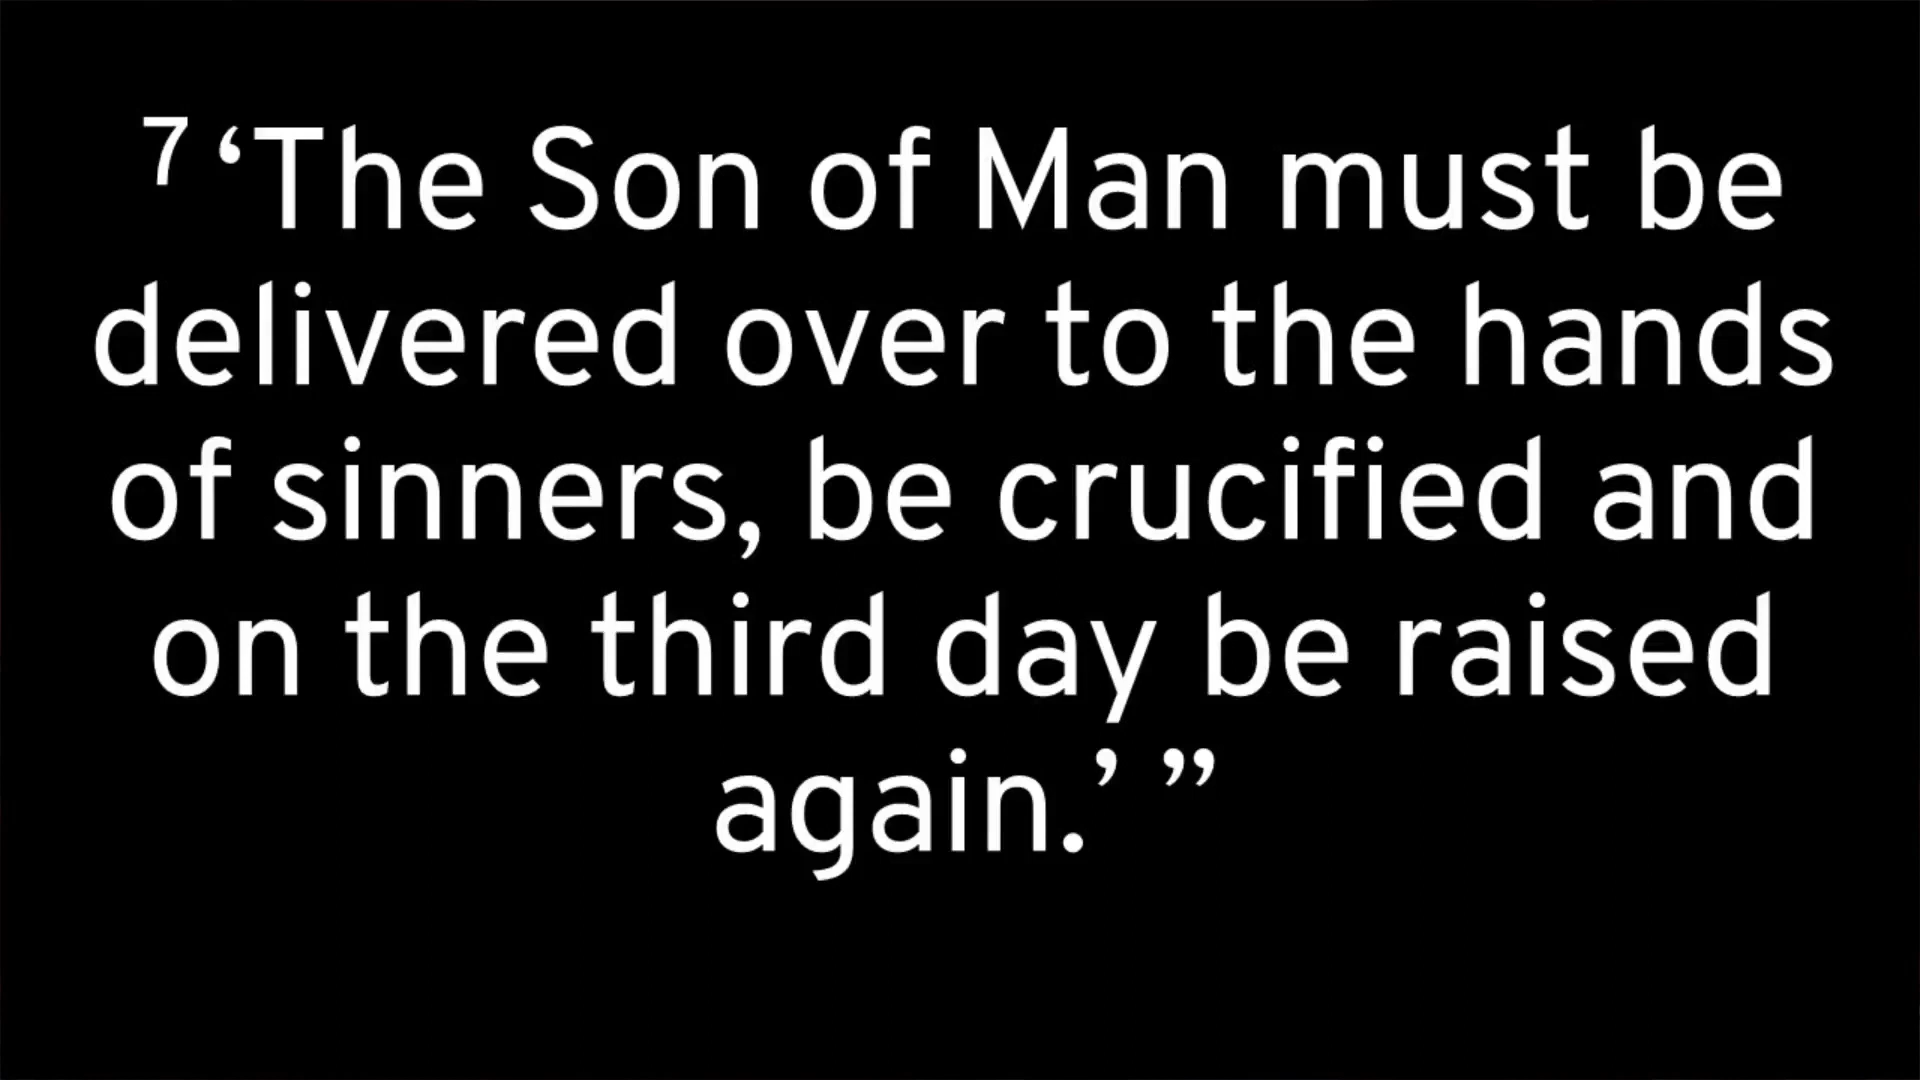 7 ‘The Son of Man must be
delivered over to the hands
of sinners, be crucified and
on the third day be raised
again.’ ”